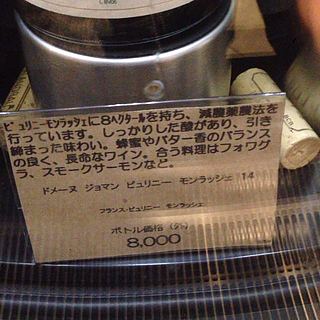 ピュリニーモンラッシェに8ヘクタールを持ち、減農薬農法を
行っています。しっかりした酸があり、引き
締まった味わい。蜂蜜やバター香のバランス
の良く、長命なワイン。合う料理はフォワグ
ラ、スモークサーモンなど。
ドメーヌ ジョマン ピュリニー モンラッシェ '14
フランス・ピュリニー モンラッシェ
ボトル価格
8,000